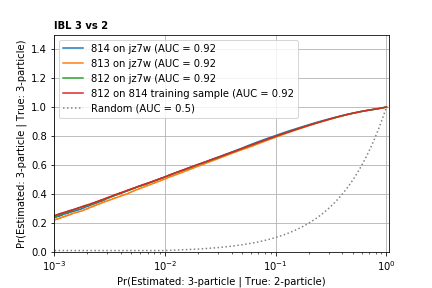 IBL 3 vs 2
Pr(Estimated: 3-particle | True: 3-particle)
1.4
1.2
1.0
0.8
0.6
0.4
0.2
0.0
814 on jz7w (AUC = 0.92
813 on jz7w (AUC = 0.92
812 on jz7w (AUC = 0.92
812 on 814 training sample (AUC = 0.92
Random (AUC = 0.5)
10⁻³ 10⁻² 10⁻¹ 10⁰
Pr(Estimated: 3-particle | True: 2-particle)